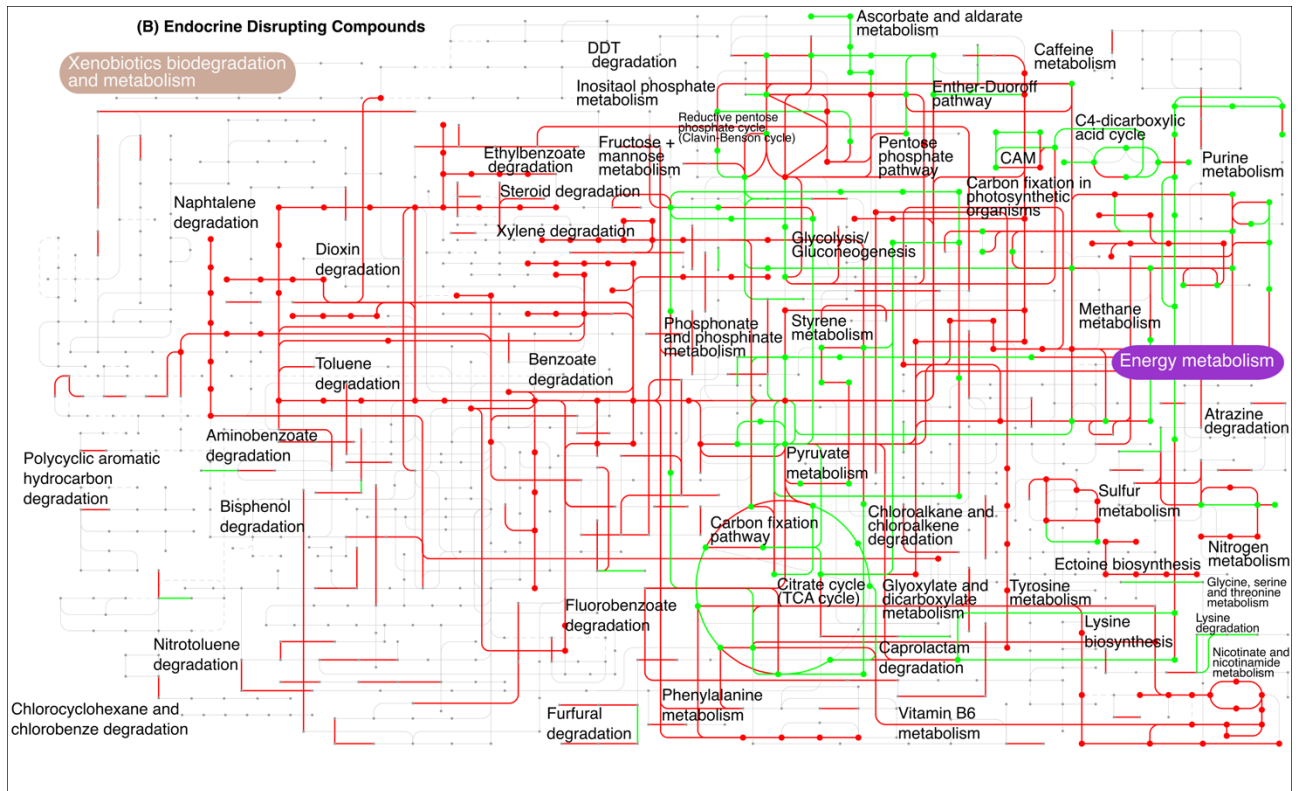 (B) Endocrine Disrupting Compounds
Xenobiotics biodegradation
and metabolism
DDT
degradation
Ascorbate and aldarate
metabolism
Caffeine
metabolism
Inositaol phosphate
metabolism
Enther-Duoroff
pathway
Reductive pentose
phosphate cycle
(Clavin-Benson cycle)
C4-dicarboxylic
acid cycle
Ethylbenzoate
degradation
Fructose +
mannose
metabolism
Pentose
phosphate
pathway
CAM
Purine
metabolism
Steroid degradation
Carbon fixation in
photosynthetic
organisms
Naphtalene
degradation
Xylene degradation
Dioxin
degradation
Glycolysis/
Gluconeogenesis
Phosphonate
and phosphinate
metabolism
Styrene
metabolism
Methane
metabolism
Toluene
degradation
Benzoate
degradation
Energy metabolism
Atrazine
degradation
Aminobenzoate
degradation
Polycyclic aromatic
hydrocarbon
degradation
Pyruvate
metabolism
Bisphenol
degradation
Sulfur
metabolism
Carbon fixation
pathway
Chloroalkane and
chloroalkene
degradation
Nitrogen
metabolism
Ectoine biosynthesis
Citrate cycle
(TCA cycle)
Glyoxylate and
dicarboxylate
metabolism
Tyrosine
metabolism
Glycine, serine
and threonine
metabolism
Fluorobenzoate
degradation
Lysine
biosynthesis
Lysine
degradation
Nitrotoluene
degradation
Caprolactam
degradation
Nicotinate and
nicotinamide
metabolism
Chlorocyclohexane and
chlorobenze degradation
Furfural
degradation
Phenylalanine
metabolism
Vitamin B6
metabolism